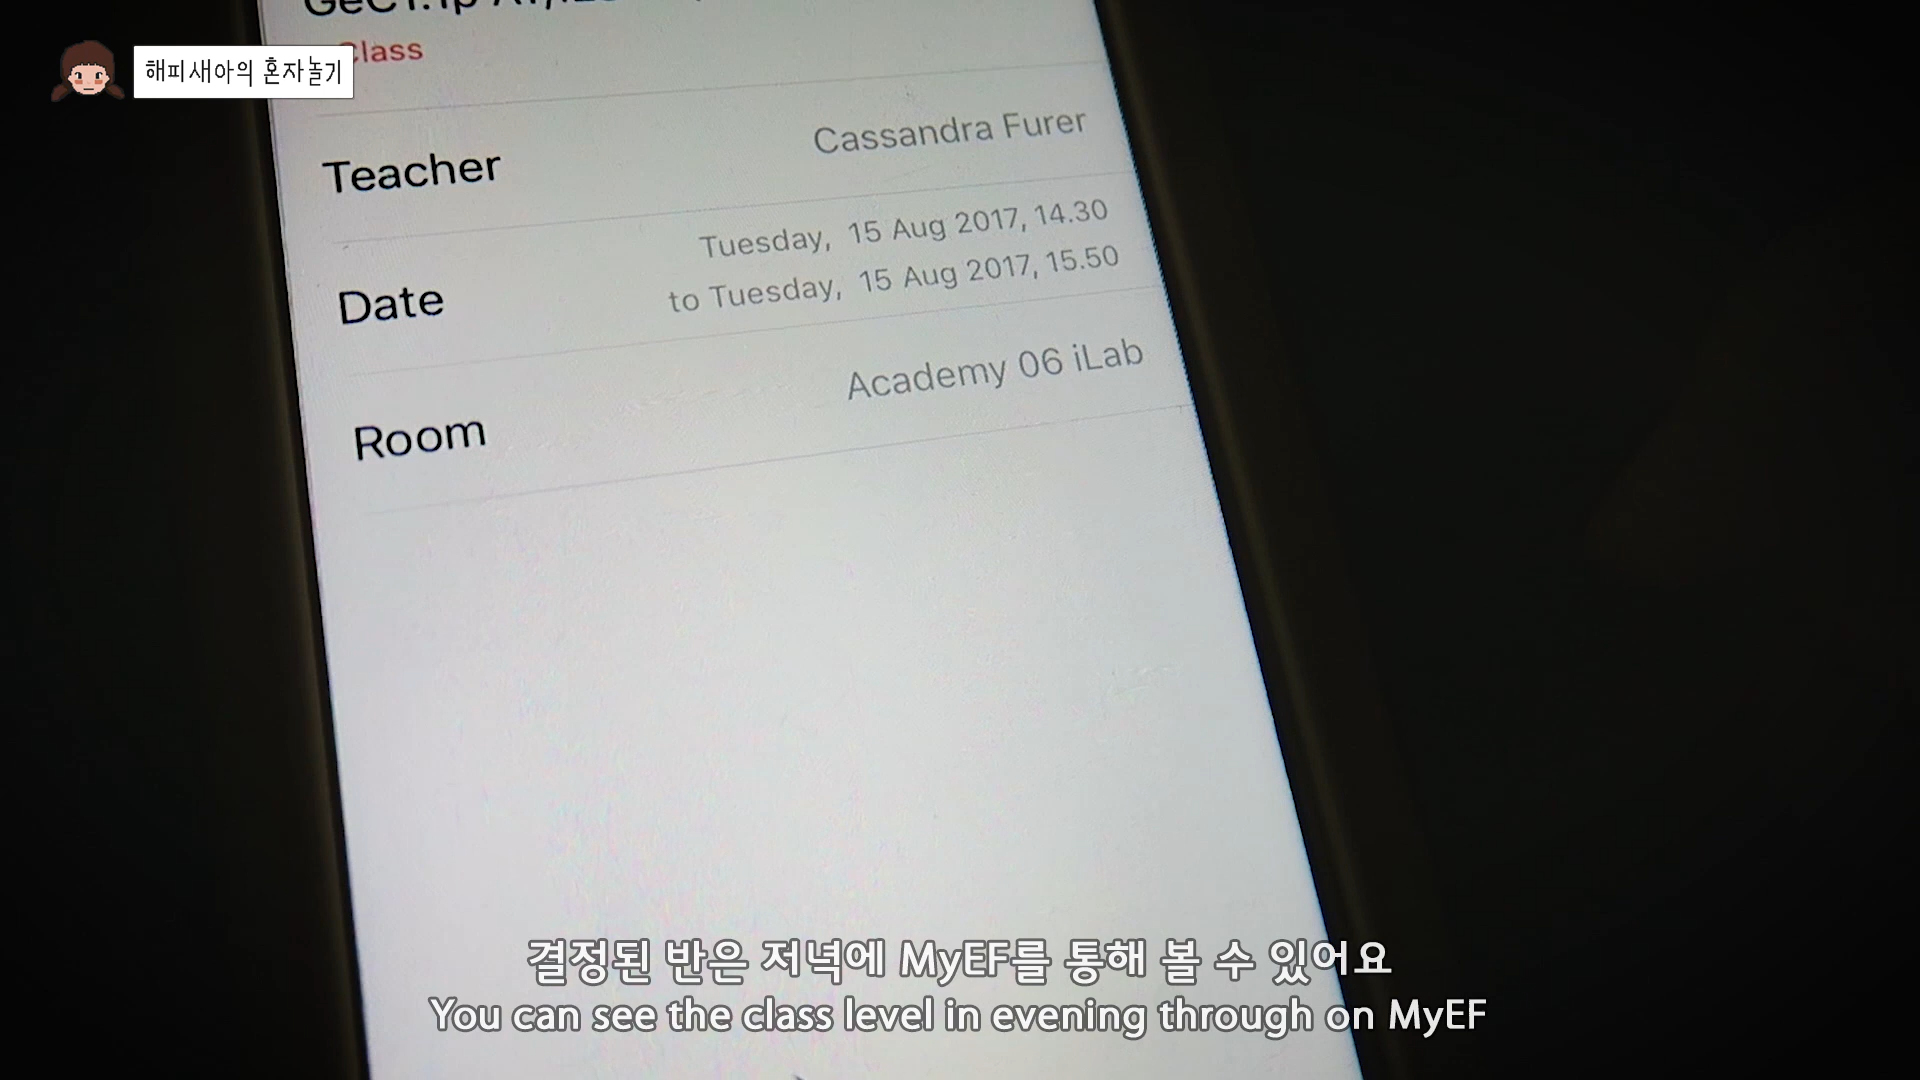 Class
해피새아의 혼자놀기
Teacher
Cassandra Furer
Date
Tuesday, 15 Aug 2017, 14.30
to Tuesday, 15 Aug 2017, 15.50
Room
Academy 06 iLab
결정된 반은 저녁에 MyEF를 통해 볼 수 있어요
You can see the class level in evening through on MyEF